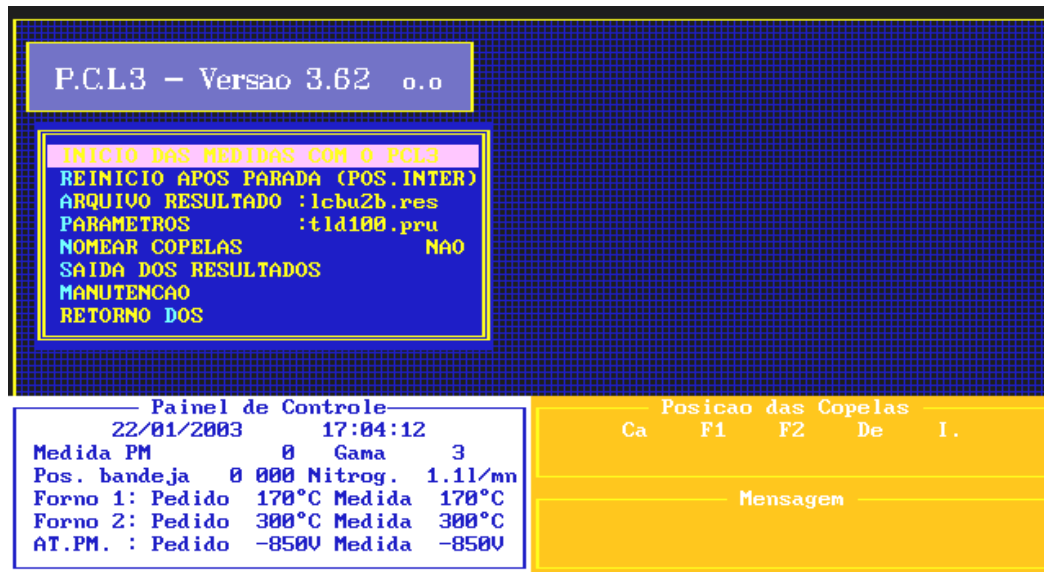 P.C.L3 – Versao 3.62 o.o
INICIO DAS MEDIDAS COM O PCL3
REINICIO APOS PARADA (POS.INTER)
ARQUIVO RESULTADO :lcbu2b.res
PARAMETROS :tld100.pru
NOMEAR COPELAS NAO
SAIDA DOS RESULTADOS
MANUTENCAO
RETORNO DOS
Painel de Controle
22/01/2003 17:04:12
Medida PM 0 Gama 3
Pos. bandeja 0 000 Nitrog. 1.1l/mn
Forno 1: Pedido 170°C Medida 170°C
Forno 2: Pedido 300°C Medida 300°C
AT.PM. : Pedido -850V Medida -850V
Posicao das Copelas
Ca F1 F2 De I.
Mensagem